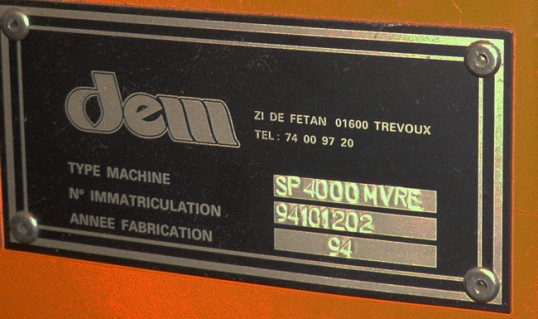 dem
ZI DE FETAN 01600 TREVOUX
TEL: 74 00 97 20
TYPE MACHINE SP 4000 MVRE
N° IMMATRICULATION 94101202
ANNEE FABRICATION 94